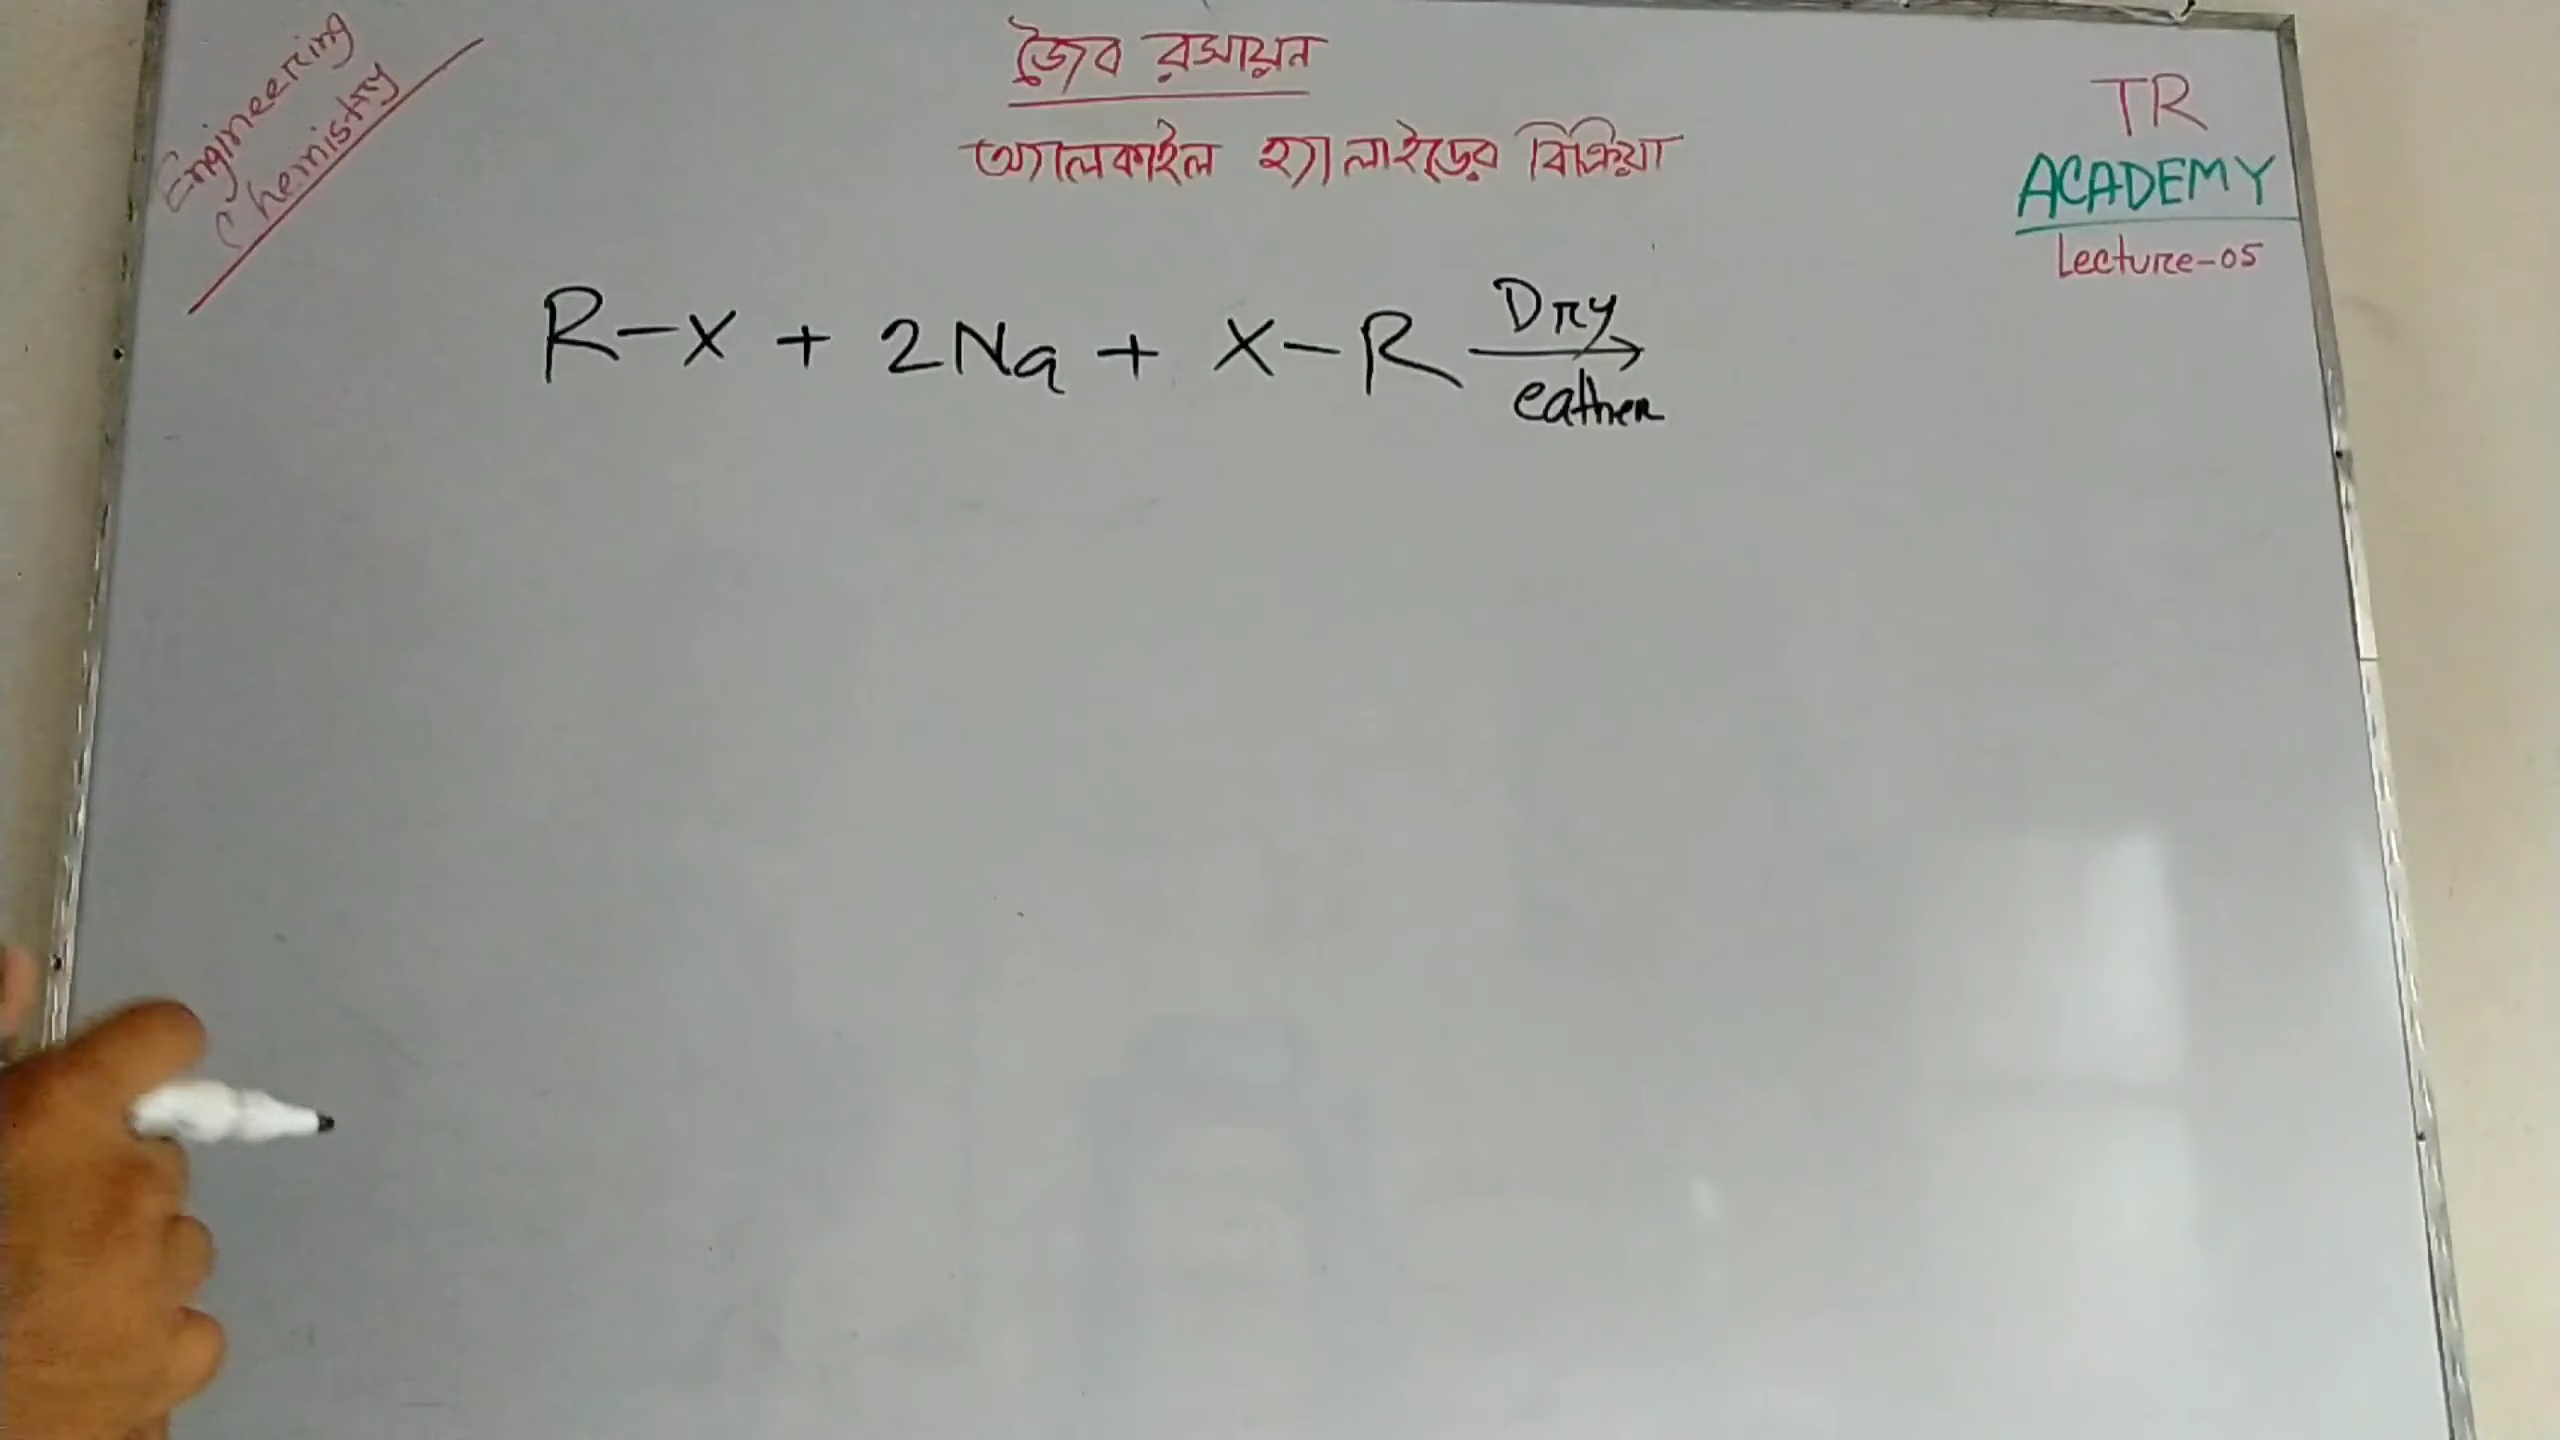 Engineering
Chemistry
জৈব রসায়ন
অ্যালকাইল হ্যালাইডের বিক্রিয়া
TR
ACADEMY
Lecture-05
R-X + 2Na + X-R Dry →
eather